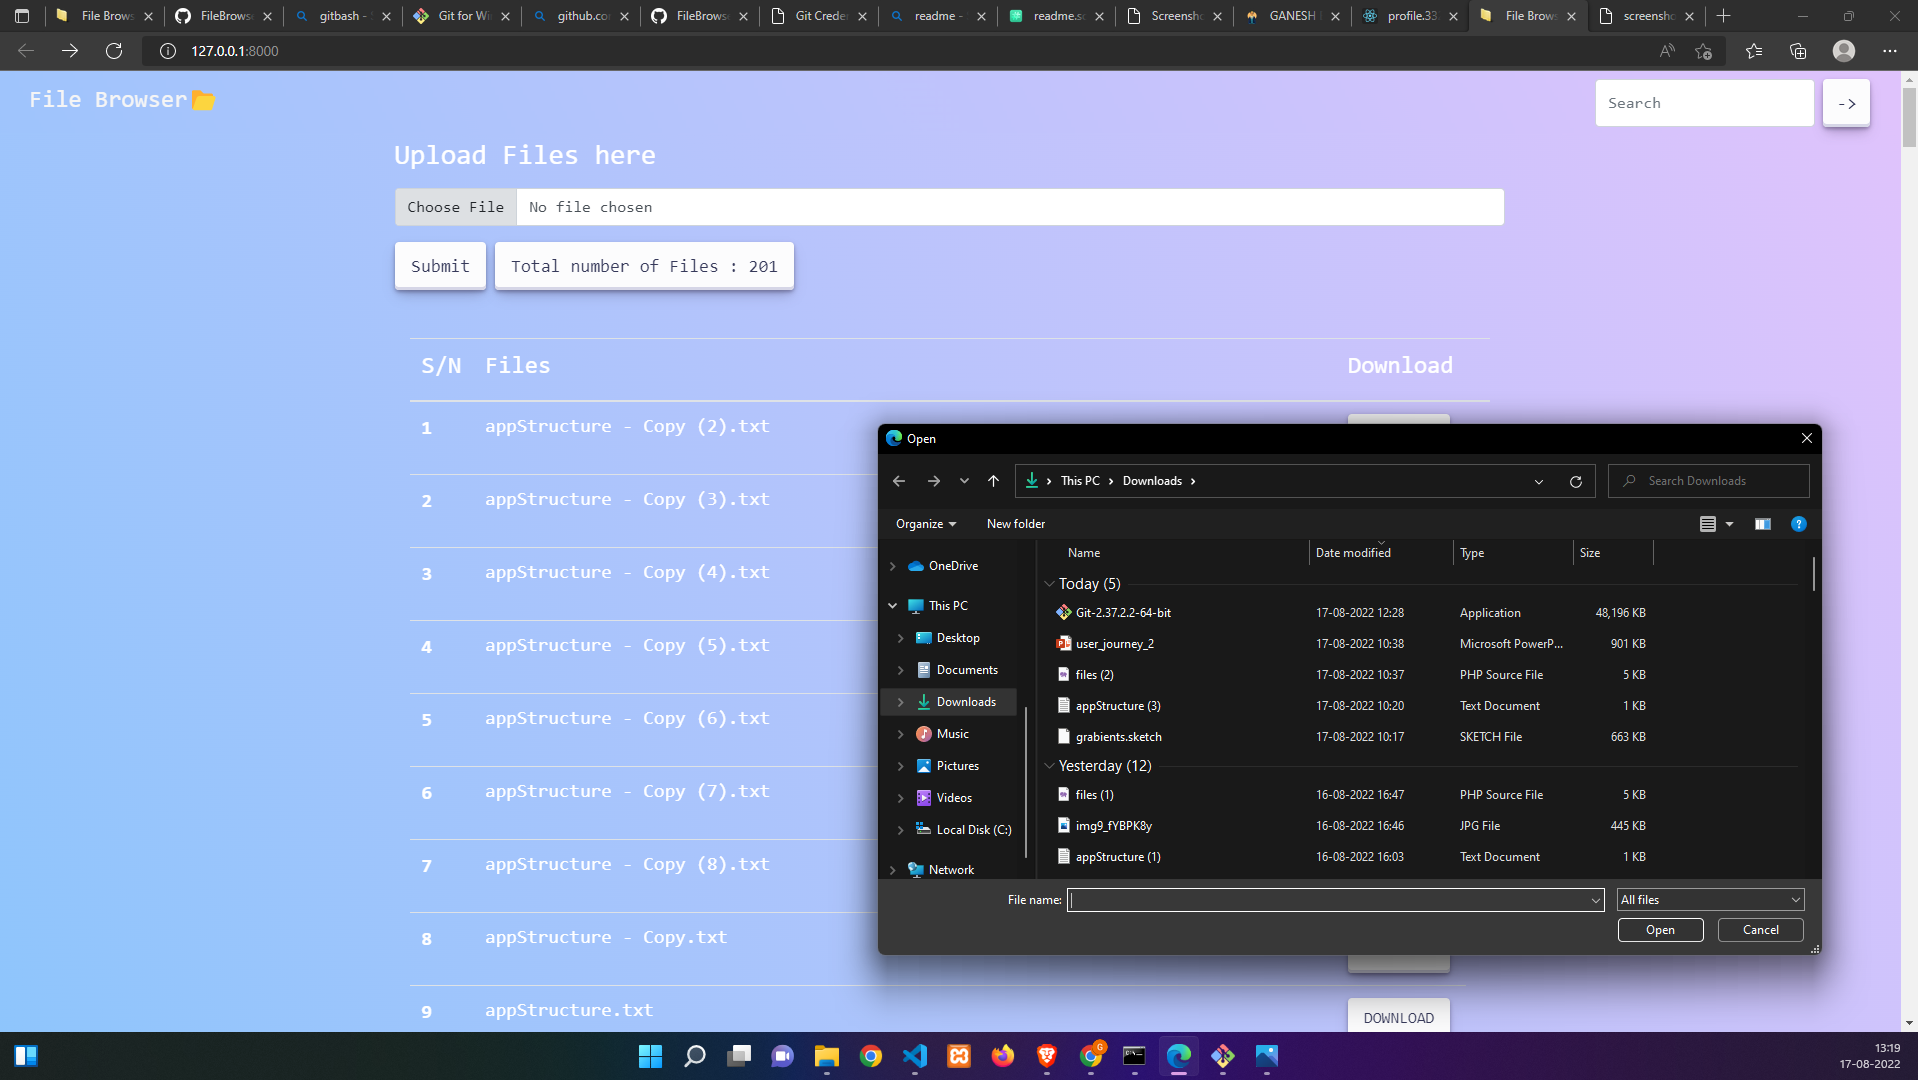 File Brows
FileBrows
gitbash -
Git for Wi
github.co
FileBrows
Git Creder
readme -
readme.so
Screensho
GANESH
profile.33
File Brows
screensho
127.0.0.1:8000
File Browser
Search
->
Upload Files here
Choose File No file chosen
Submit
Total number of Files : 201
S/N Files Download
1 appStructure - Copy (2).txt
2 appStructure - Copy (3).txt
3 appStructure - Copy (4).txt
4 appStructure - Copy (5).txt
5 appStructure - Copy (6).txt
6 appStructure - Copy (7).txt
7 appStructure - Copy (8).txt
8 appStructure - Copy.txt
9 appStructure.txt DOWNLOAD
Open
This PC > Downloads >
Search Downloads
Organize New folder
OneDrive
This PC
Desktop
Documents
Downloads
Music
Pictures
Videos
Local Disk (C:)
Network
Name Date modified Type Size
Today (5)
Git-2.37.2.2-64-bit 17-08-2022 12:28 Application 48,196 KB
user_journey_2 17-08-2022 10:38 Microsoft PowerP... 901 KB
files (2) 17-08-2022 10:37 PHP Source File 5 KB
appStructure (3) 17-08-2022 10:20 Text Document 1 KB
grabients.sketch 17-08-2022 10:17 SKETCH File 663 KB
Yesterday (12)
files (1) 16-08-2022 16:47 PHP Source File 5 KB
img9_fYBPK8y 16-08-2022 16:46 JPG File 445 KB
appStructure (1) 16-08-2022 16:03 Text Document 1 KB
File name:
All files
Open Cancel
13:19
17-08-2022